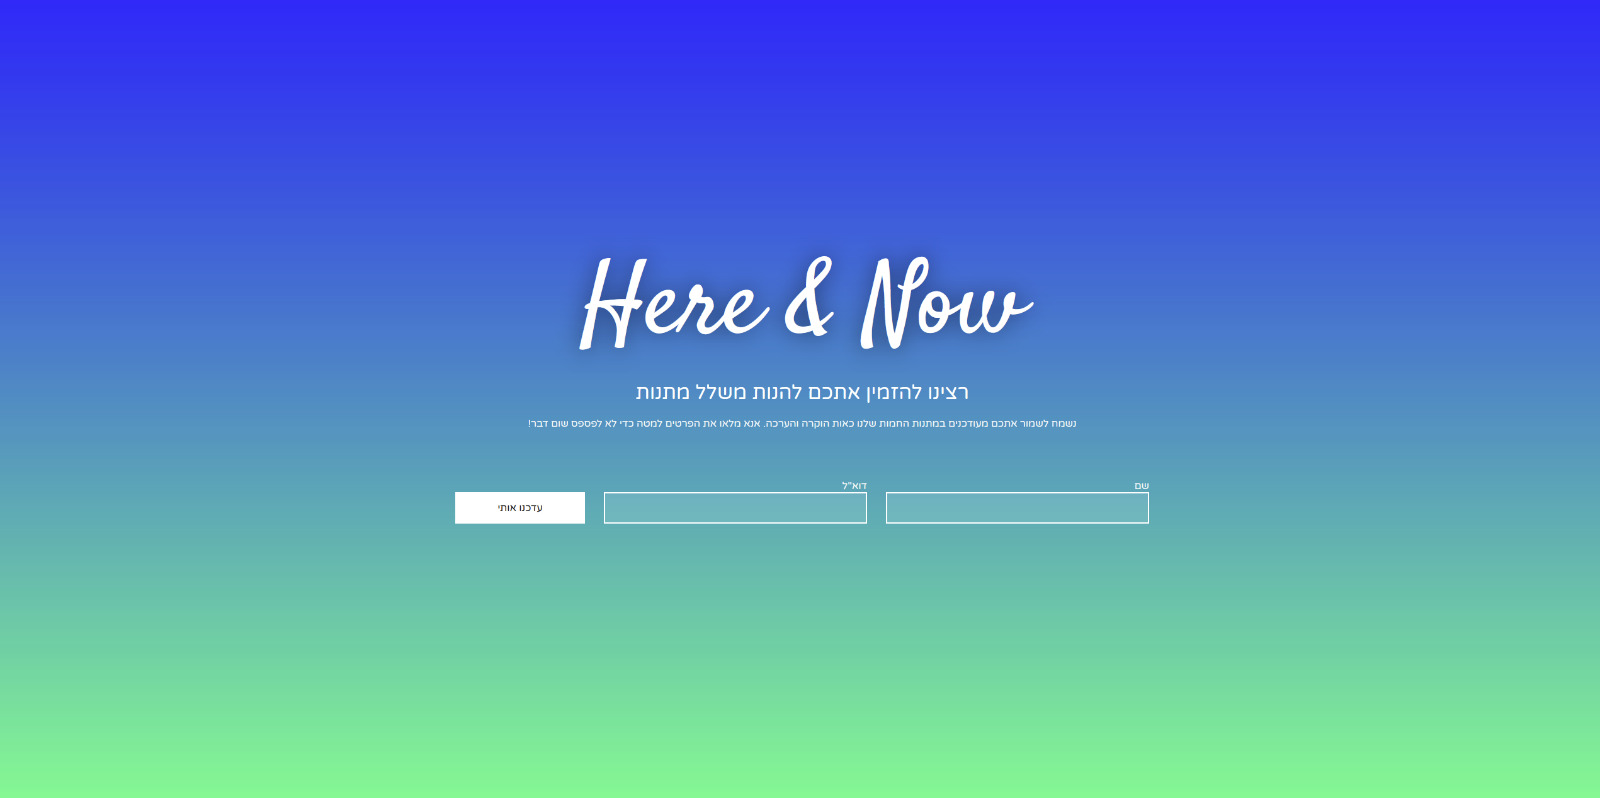 Here & Now
רצינו להזמין אתכם להנות משלל מתנות
נשמח לשמור אתכם מעודכנים במתנות החמות שלנו כאות הוקרה והערכה. אנא מלאו את הפרטים למטה כדי לא לפספס שום דבר!
שם
דוא"ל
עדכנו אותי